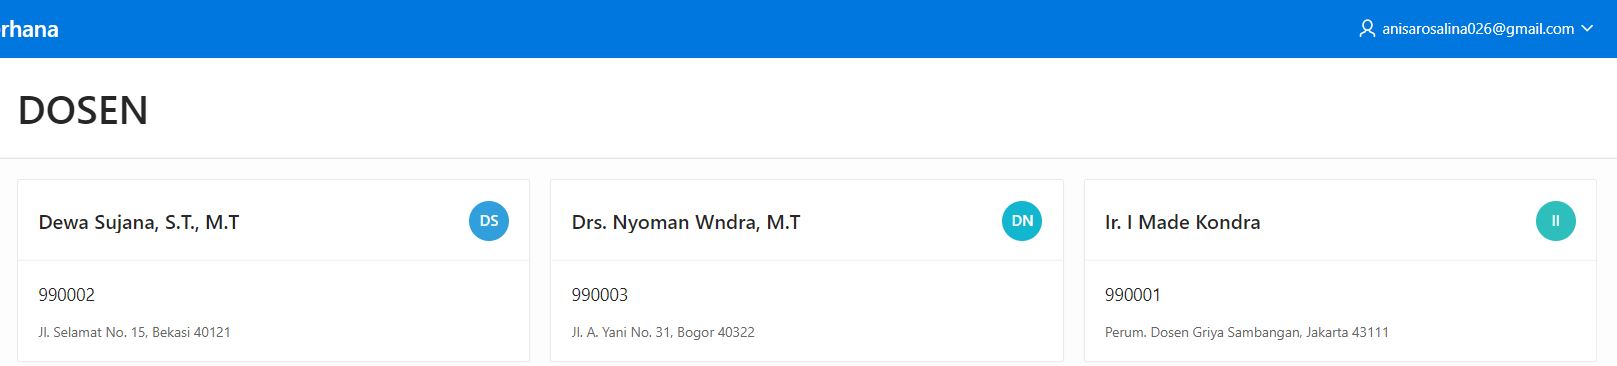 rhana
anisarosalina026@gmail.com
DOSEN
Dewa Sujana, S.T., M.T
DS
990002
Jl. Selamat No. 15, Bekasi 40121
Drs. Nyoman Wndra, M.T
DN
990003
Jl. A. Yani No. 31, Bogor 40322
Ir. I Made Kondra
II
990001
Perum. Dosen Griya Sambangan, Jakarta 43111